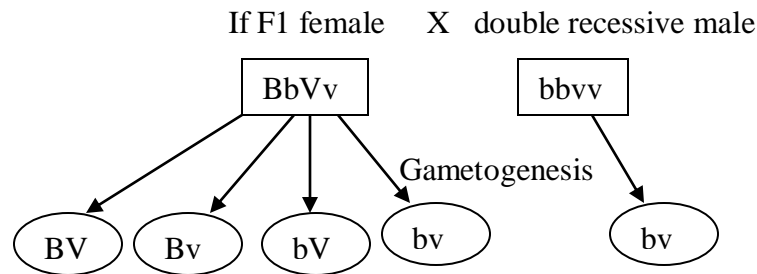 If F1 female X double recessive male
BbVv bbvv
Gametogenesis
BV Bv bV bv bv